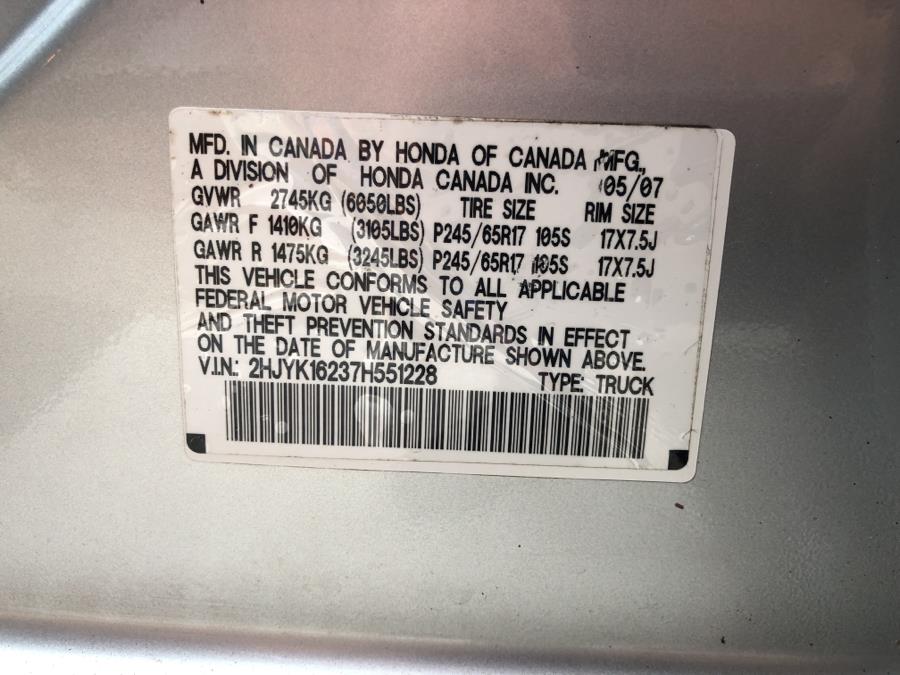 MFD. IN CANADA BY HONDA OF CANADA MFG.,
A DIVISION OF HONDA CANADA INC. 05/07
GVWR 2745KG (6050LBS) TIRE SIZE RIM SIZE
GAWR F 1410KG (3105LBS) P245/65R17 105S 17X7.5J
GAWR R 1475KG (3245LBS) P245/65R17 105S 17X7.5J
THIS VEHICLE CONFORMS TO ALL APPLICABLE
FEDERAL MOTOR VEHICLE SAFETY
AND THEFT PREVENTION STANDARDS IN EFFECT
ON THE DATE OF MANUFACTURE SHOWN ABOVE.
V.I.N.: 2HJYK16237H551228 TYPE: TRUCK